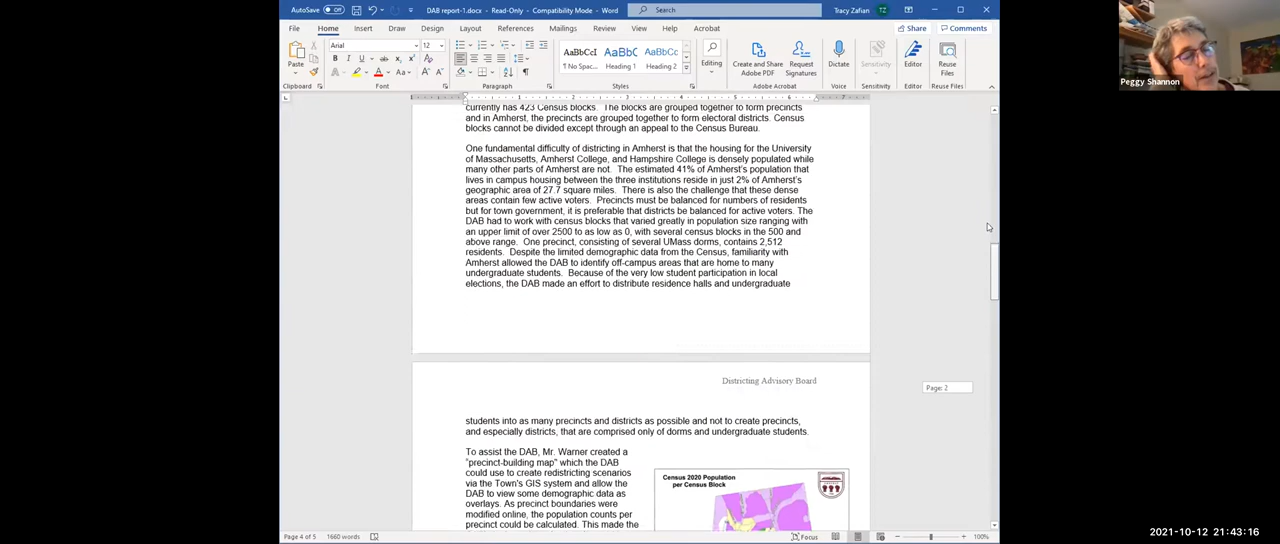 AutoSave Off
DAB report-1.docx - Read-Only - Compatibility Mode - Word
Search
Tracy Zafian TZ
File Home Insert Draw Design Layout References Mailings Review View Help Acrobat
Share Comments
Paste
Arial 12
AaBbCcI AaBbC AaBbCc
¶ No Spac... Heading 1 Heading 2
Editing
Create and Share Adobe PDF
Request Signatures
Dictate
Sensitivity
Editor
Reuse Files
Clipboard Font Paragraph Styles Adobe Acrobat Voice Sensitivity Editor Reuse Files
Peggy Shannon
currently has 423 Census blocks. The blocks are grouped together to form precincts
and in Amherst, the precincts are grouped together to form electoral districts. Census
blocks cannot be divided except through an appeal to the Census Bureau.
One fundamental difficulty of districting in Amherst is that the housing for the University
of Massachusetts, Amherst College, and Hampshire College is densely populated while
many other parts of Amherst are not. The estimated 41% of Amherst's population that
lives in campus housing between the three institutions reside in just 2% of Amherst's
geographic area of 27.7 square miles. There is also the challenge that these dense
areas contain few active voters. Precincts must be balanced for numbers of residents
but for town government, it is preferable that districts be balanced for active voters. The
DAB had to work with census blocks that varied greatly in population size ranging with
an upper limit of over 2500 to as low as 0, with several census blocks in the 500 and
above range. One precinct, consisting of several UMass dorms, contains 2,512
residents. Despite the limited demographic data from the Census, familiarity with
Amherst allowed the DAB to identify off-campus areas that are home to many
undergraduate students. Because of the very low student participation in local
elections, the DAB made an effort to distribute residence halls and undergraduate
Districting Advisory Board
Page: 2
students into as many precincts and districts as possible and not to create precincts,
and especially districts, that are comprised only of dorms and undergraduate students.
To assist the DAB, Mr. Warner created a
"precinct-building map" which the DAB
could use to create redistricting scenarios
via the Town's GIS system and allow the
DAB to view some demographic data as
overlays. As precinct boundaries were
modified online, the population counts per
precinct could be calculated. This made the
Census 2020 Population
per Census Block
Page 4 of 5 1660 words
Focus
100%
2021-10-12 21:43:16